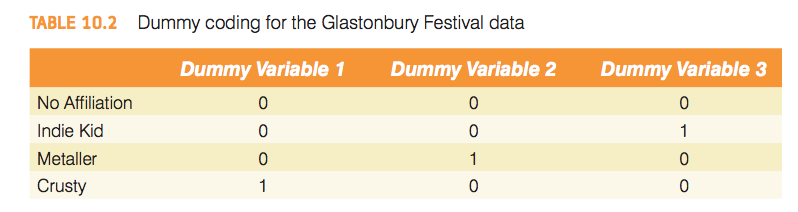 TABLE 10.2 Dummy coding for the Glastonbury Festival data
Dummy Variable 1 Dummy Variable 2 Dummy Variable 3
No Affiliation 0 0 0
Indie Kid 0 0 1
Metaller 0 1 0
Crusty 1 0 0